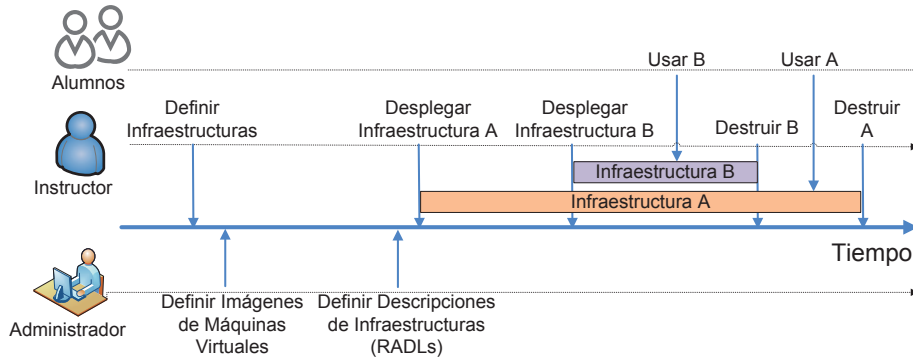 Usar B
Usar A
Alumnos
Definir
Infraestructuras
Desplegar
Infraestructura A
Desplegar
Infraestructura B
Destruir B
Destruir
A
Instructor
Infraestructura B
Infraestructura A
Tiempo
Administrador
Definir Imágenes
de Máquinas
Virtuales
Definir Descripciones
de Infraestructuras
(RADLs)